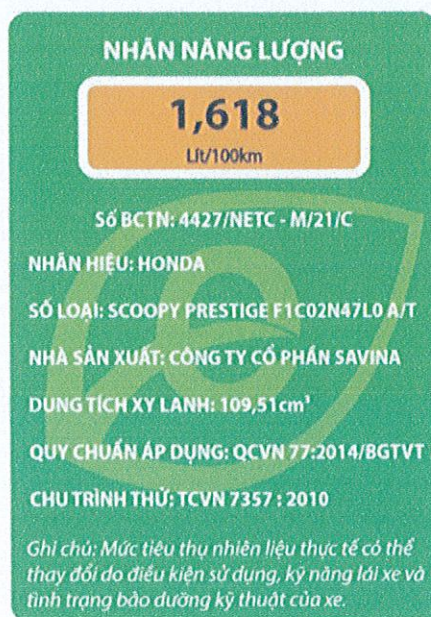 NHÃN NĂNG LƯỢNG
1,618
Lít/100km
Số BCTN: 4427/NETC - M/21/C
NHÃN HIỆU: HONDA
SỐ LOẠI: SCOOPY PRESTIGE F1C02N47L0 A/T
NHÀ SẢN XUẤT: CÔNG TY CỔ PHẦN SAVINA
DUNG TÍCH XY LANH: 109,51cm³
QUY CHUẨN ÁP DỤNG: QCVN 77:2014/BGTVT
CHU TRÌNH THỬ: TCVN 7357 : 2010
Ghi chú: Mức tiêu thụ nhiên liệu thực tế có thể
thay đổi do điều kiện sử dụng, kỹ năng lái xe và
tình trạng bảo dưỡng kỹ thuật của xe.